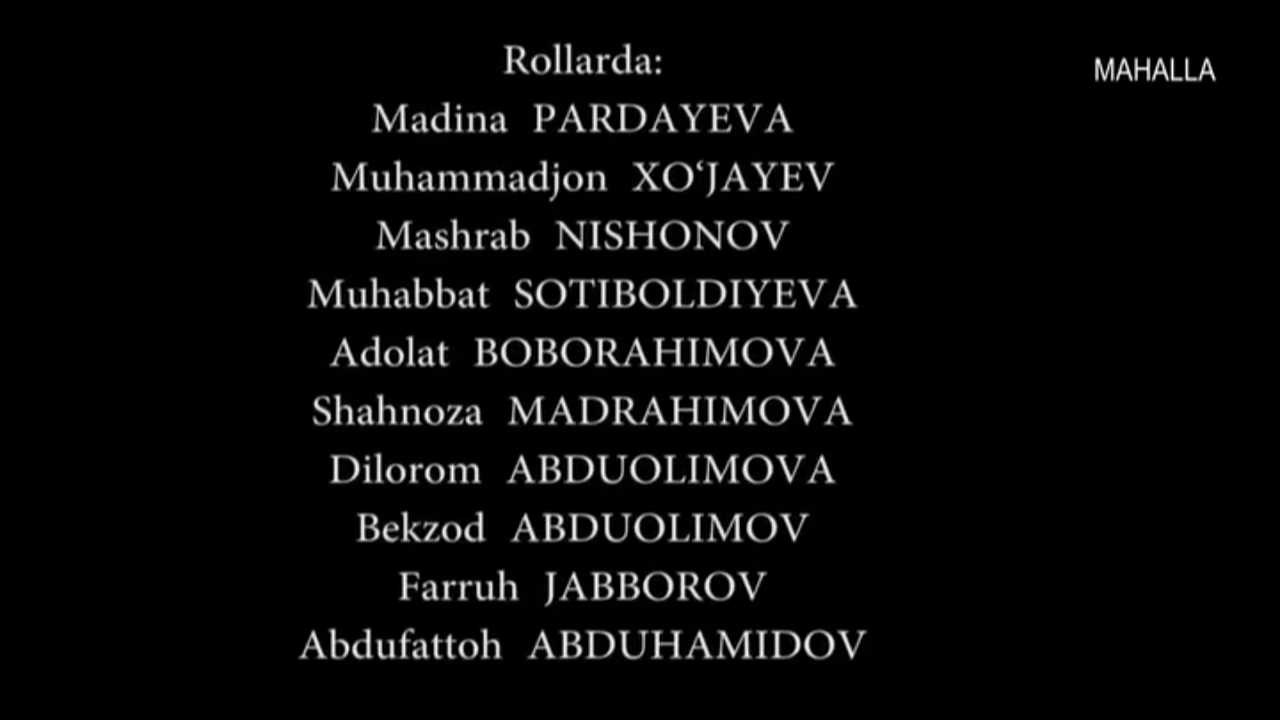 Rollarda:
MAHALLA
Madina PARDAYEVA
Muhammadjon XO‘JAYEV
Mashrab NISHONOV
Muhabbat SOTIBOLDIYEVA
Adolat BOBORAHIMOVA
Shahnoza MADRAHIMOVA
Dilorom ABDUOLIMOVA
Bekzod ABDUOLIMOV
Farruh JABBOROV
Abdufattoh ABDUHAMIDOV